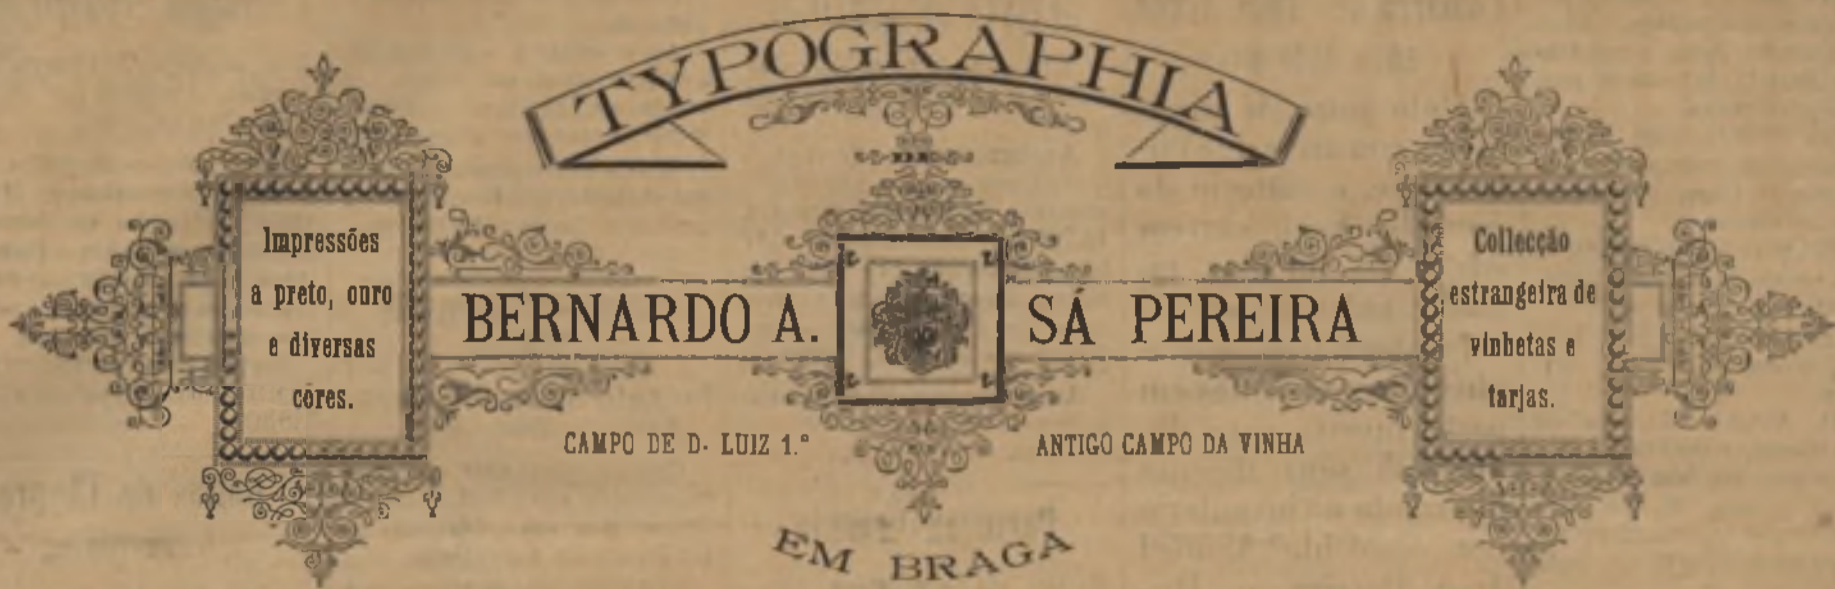 TYPOGRAPHIA
DE
Impressões
a preto, ouro
e diversas
côres.
BERNARDO A. SÁ PEREIRA
Collecção
estrangeira de
vinhetas e
tarjas.
CAMPO DE D. LUIZ 1.º ANTIGO CAMPO DA VINHA
EM BRAGA